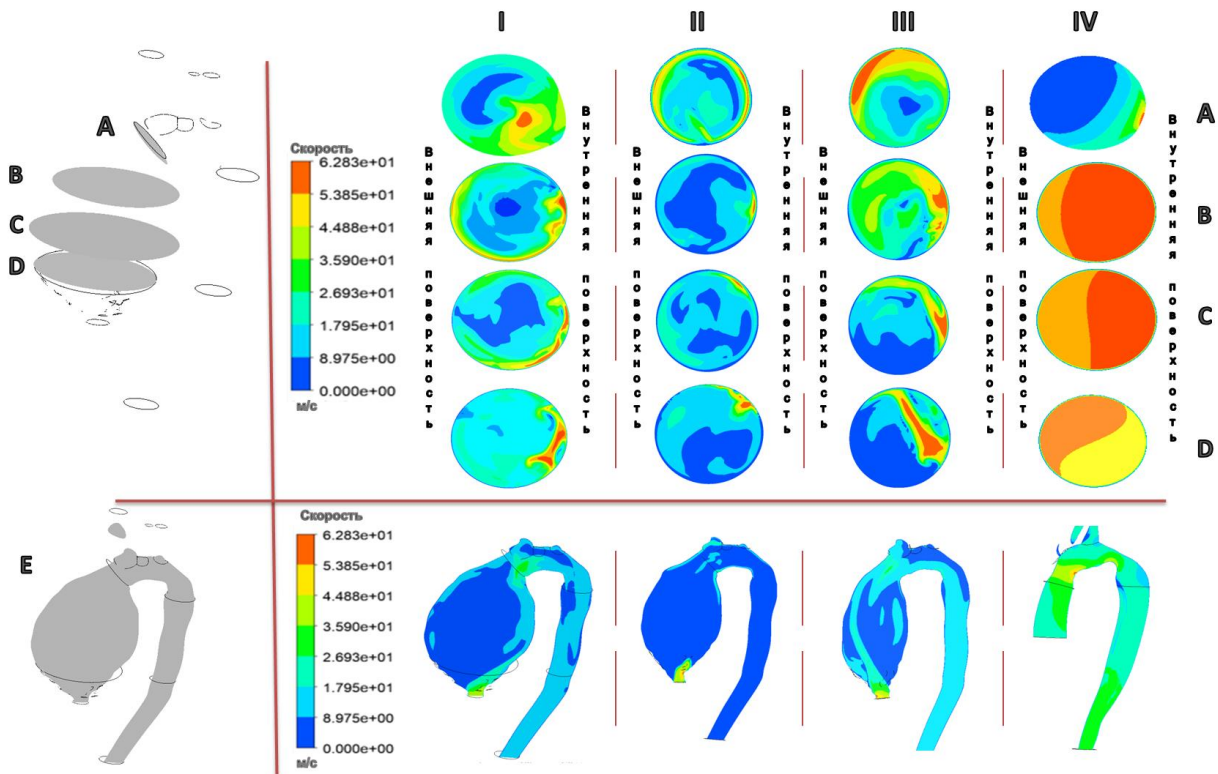 I II III IV
A
B
C
D
Скорость
6.283e+01
5.385e+01
4.488e+01
3.590e+01
2.693e+01
1.795e+01
8.975e+00
0.000e+00
м/с
Внешняя поверхность
Внутренняя поверхность
Внешняя поверхность
Внутренняя поверхность
Внешняя поверхность
Внутренняя поверхность
Внешняя поверхность
Внутренняя поверхность
A
B
C
D
E
Скорость
6.283e+01
5.385e+01
4.488e+01
3.590e+01
2.693e+01
1.795e+01
8.975e+00
0.000e+00
м/с